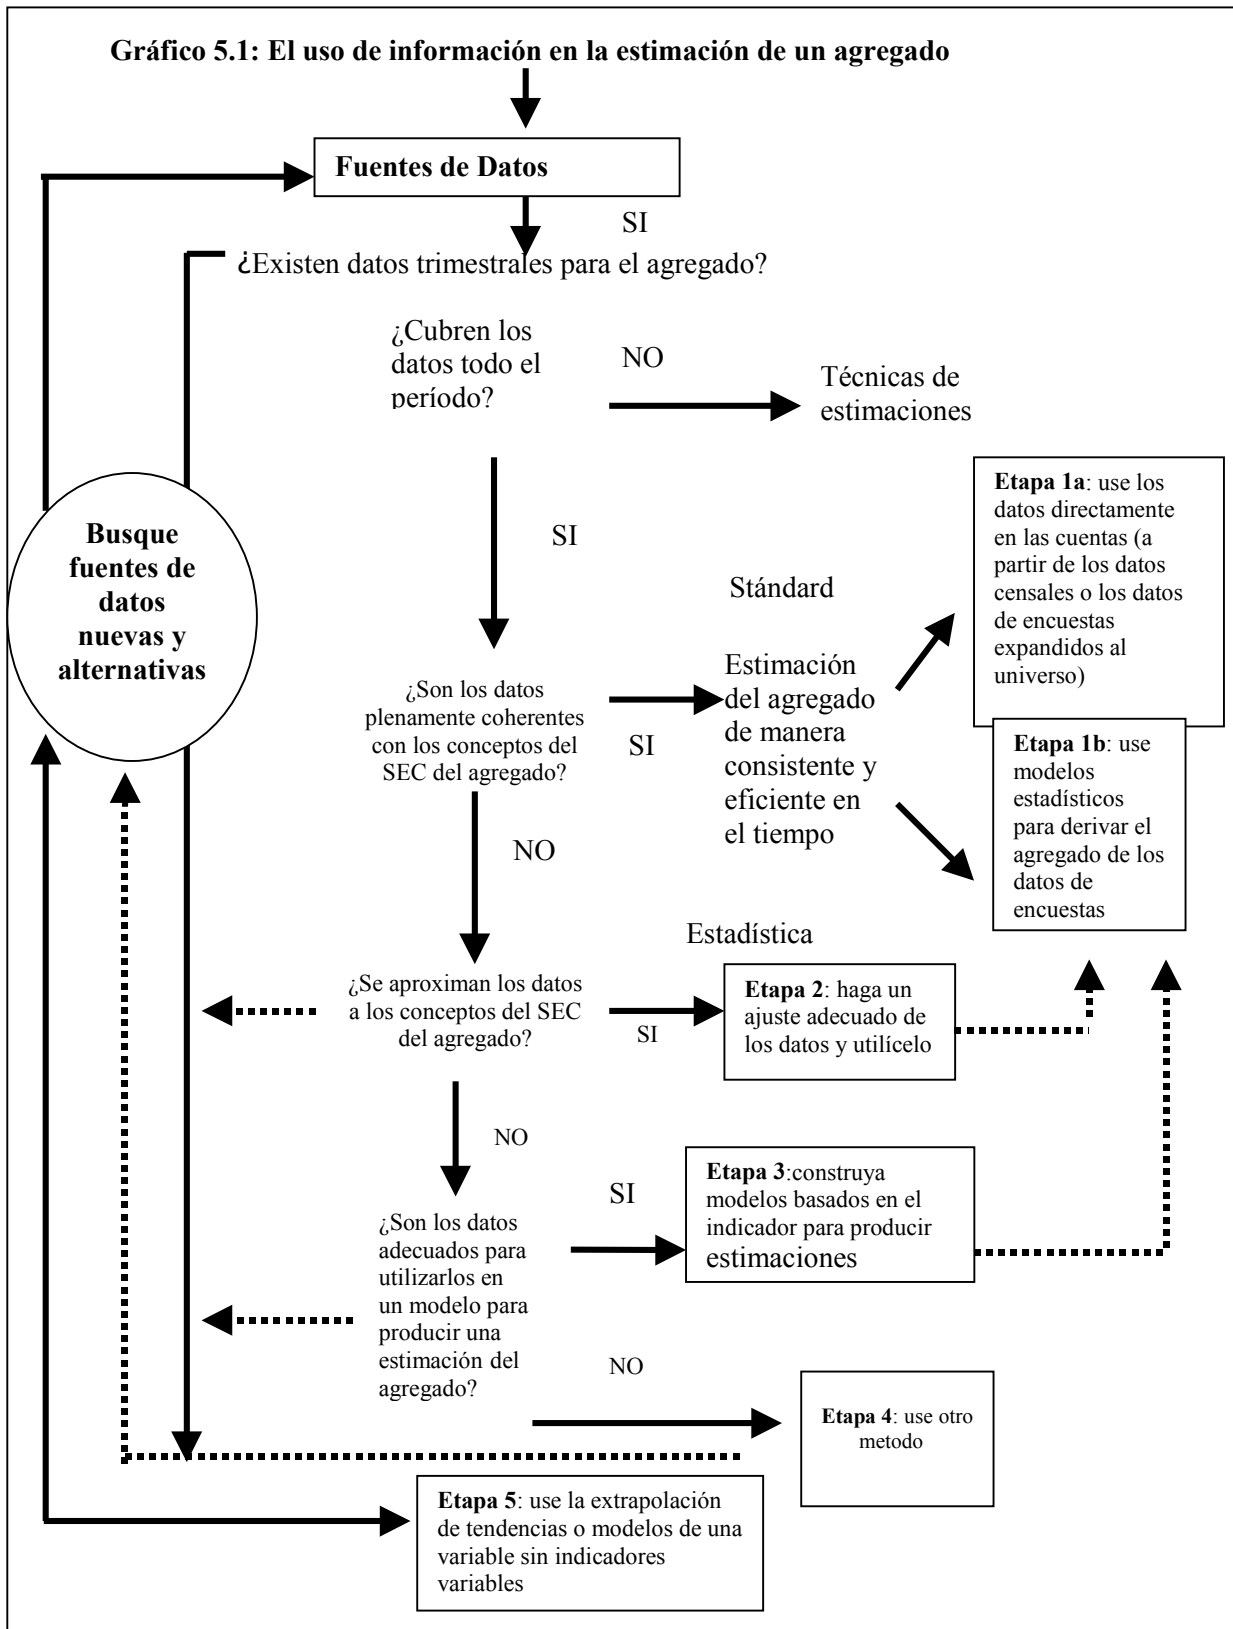 Gráfico 5.1: El uso de información en la estimación de un agregado
Fuentes de Datos
SI
¿Existen datos trimestrales para el agregado?
¿Cubren los
datos todo el
período?
NO
Técnicas de
estimaciones
Busque
fuentes de
datos
nuevas y
alternativas
SI
Stándard
Etapa 1a: use los
datos directamente
en las cuentas (a
partir de los datos
censales o los datos
de encuestas
expandidos al
universo)
¿Son los datos
plenamente coherentes
con los conceptos del
SEC del agregado?
SI
Estimación
del agregado
de manera
consistente y
eficiente en
el tiempo
Etapa 1b: use
modelos
estadísticos
para derivar el
agregado de los
datos de
encuestas
NO
Estadística
¿Se aproximan los datos
a los conceptos del SEC
del agregado?
SI
Etapa 2: haga un
ajuste adecuado de
los datos y utilícelo
NO
¿Son los datos
adecuados para
utilizarlos en
un modelo para
producir una
estimación del
agregado?
SI
Etapa 3:construya
modelos basados en el
indicador para producir
estimaciones
NO
Etapa 4: use otro
metodo
Etapa 5: use la extrapolación
de tendencias o modelos de una
variable sin indicadores
variables